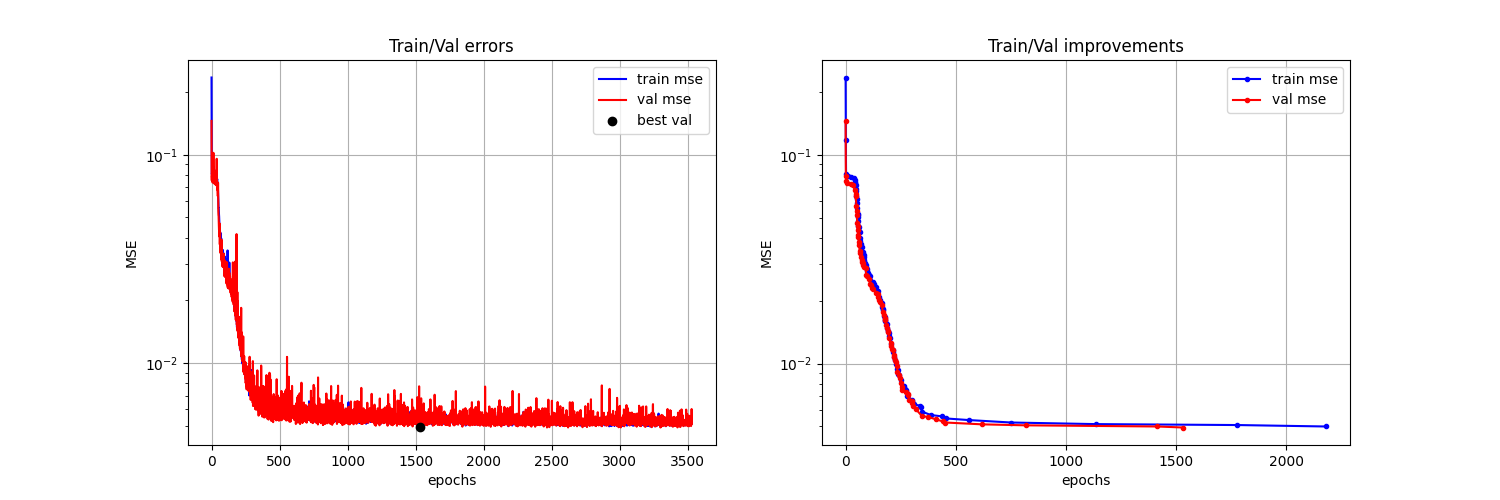 Train/Val errors
train mse
val mse
best val
MSE
10⁻¹
10⁻²
0 500 1000 1500 2000 2500 3000 3500
epochs
Train/Val improvements
train mse
val mse
MSE
10⁻¹
10⁻²
0 500 1000 1500 2000
epochs